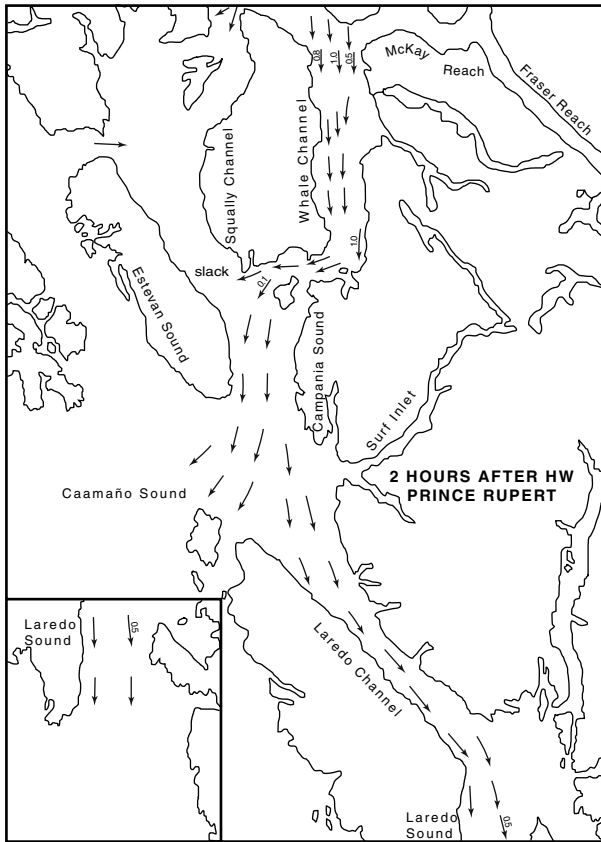 0.8
1.0
0.5
McKay
Reach
Fraser Reach
Squally Channel
Whale Channel
1.0
slack
0.1
Estevan Sound
Campania Sound
Surf Inlet
2 HOURS AFTER HW
PRINCE RUPERT
Caamaño Sound
Laredo
Sound
0.5
Laredo Channel
Laredo
Sound
0.5